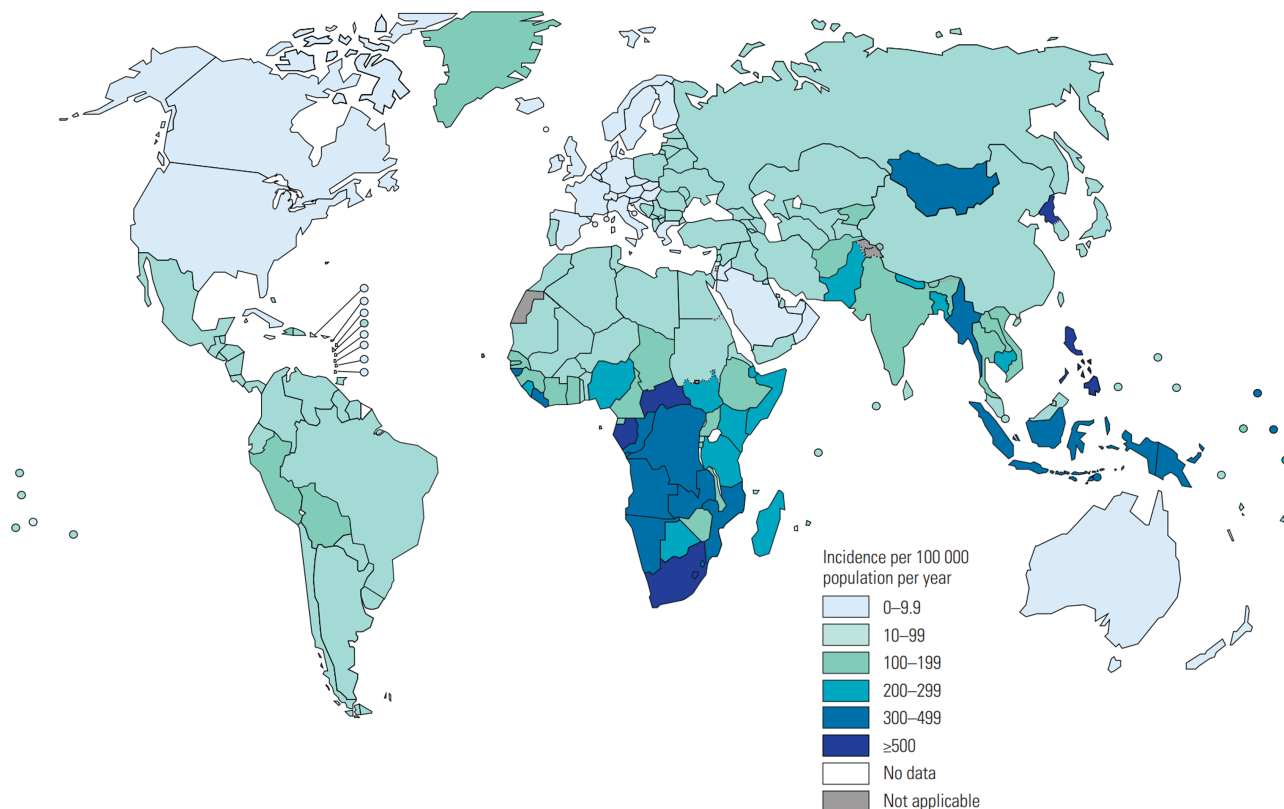 Incidence per 100 000
population per year
0–9.9
10–99
100–199
200–299
300–499
≥500
No data
Not applicable